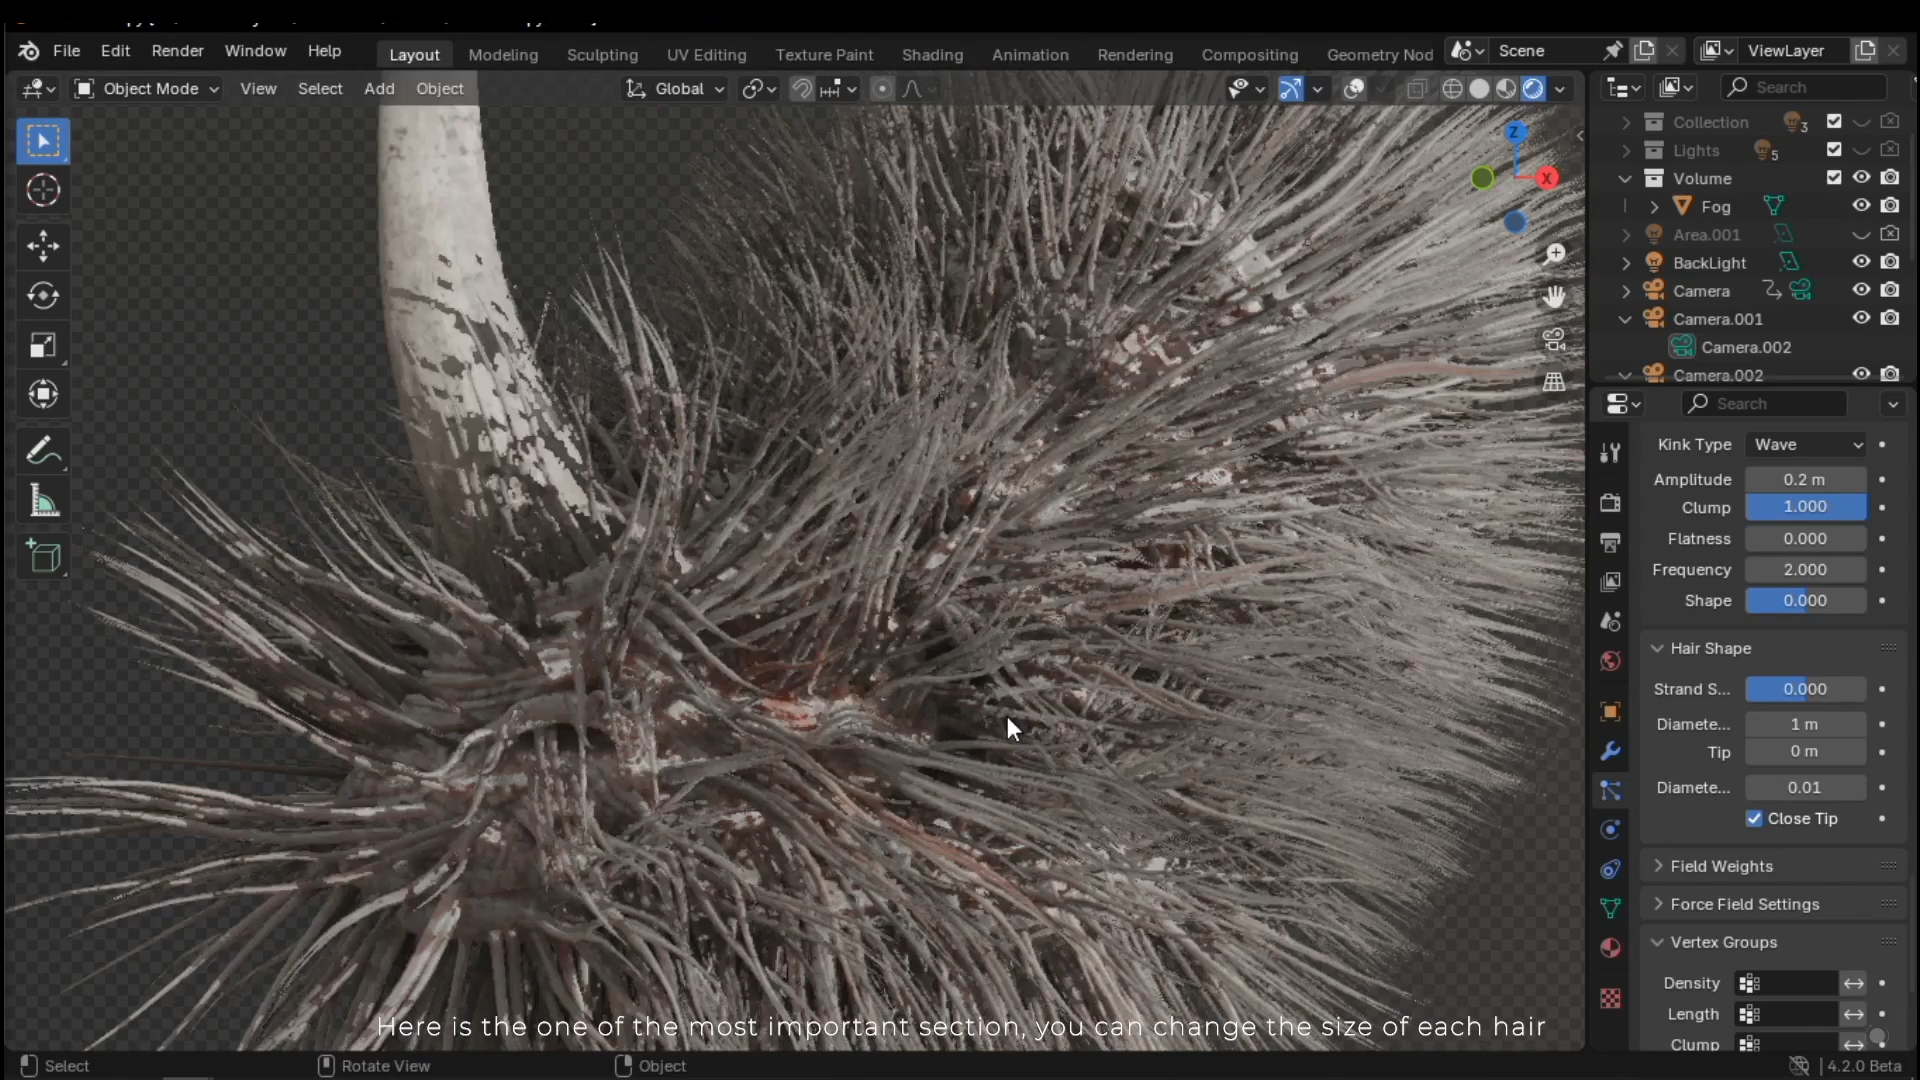 File Edit Render Window Help Layout Modeling Sculpting UV Editing Texture Paint Shading Animation Rendering Compositing Geometry Nod Scene ViewLayer
Object Mode View Select Add Object Global Search
Z
X
Collection 3
Lights 5
Volume
Fog
Area.001
BackLight
Camera
Camera.001
Camera.002
Camera.002
Search
Kink Type Wave
Amplitude 0.2 m
Clump 1.000
Flatness 0.000
Frequency 2.000
Shape 0.000
Hair Shape
Strand S... 0.000
Diamete... 1 m
Tip 0 m
Diamete... 0.01
Close Tip
Field Weights
Force Field Settings
Vertex Groups
Density
Length
Clump
Here is the one of the most important section, you can change the size of each hair
Select Rotate View Object 4.2.0 Beta